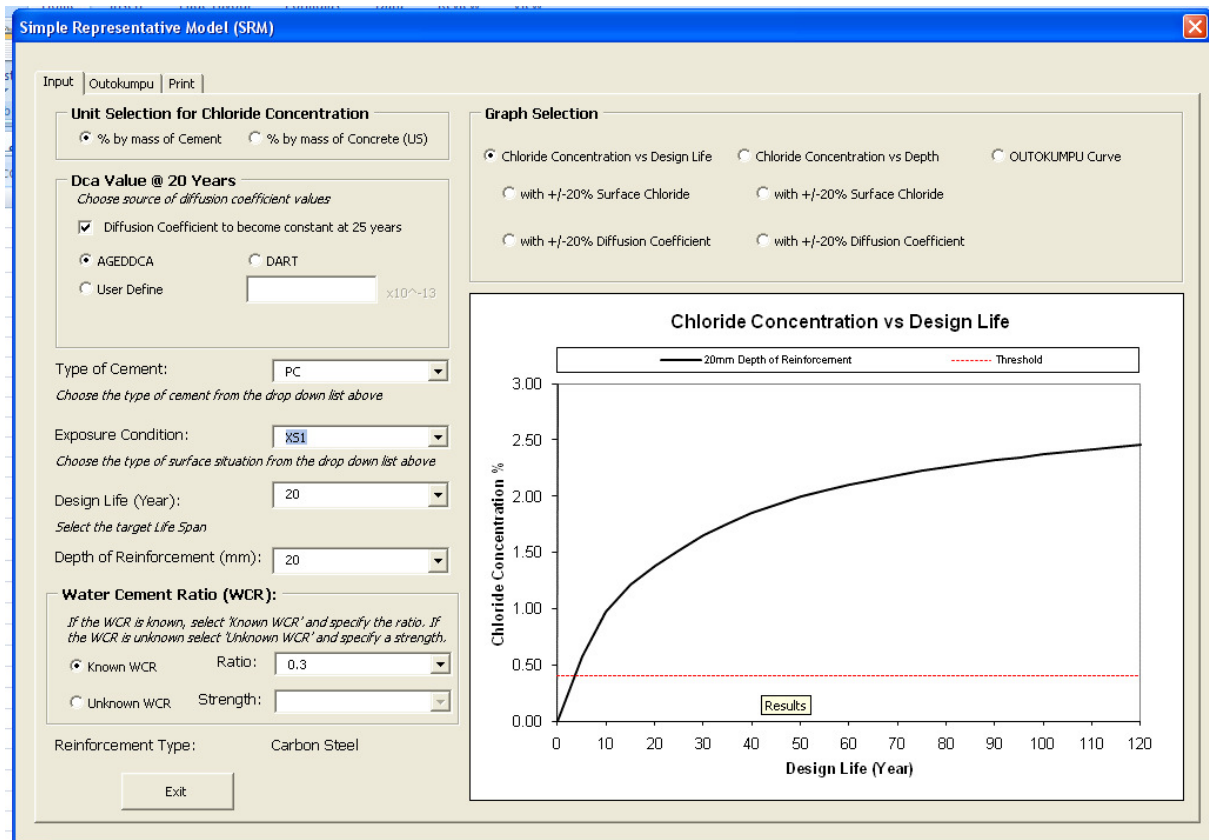 Simple Representative Model (SRM)
Input Outokumpu Print
Unit Selection for Chloride Concentration
% by mass of Cement % by mass of Concrete (US)
Dca Value @ 20 Years
Choose source of diffusion coefficient values
Diffusion Coefficient to become constant at 25 years
AGEDDCA DART
User Define x10^-13
Type of Cement: PC
Choose the type of cement from the drop down list above
Exposure Condition: XS1
Choose the type of surface situation from the drop down list above
Design Life (Year): 20
Select the target Life Span
Depth of Reinforcement (mm): 20
Water Cement Ratio (WCR):
If the WCR is known, select 'Known WCR' and specify the ratio. If
the WCR is unknown select 'Unknown WCR' and specify a strength.
Known WCR Ratio: 0.3
Unknown WCR Strength:
Reinforcement Type: Carbon Steel
Exit
Graph Selection
Chloride Concentration vs Design Life Chloride Concentration vs Depth OUTOKUMPU Curve
with +/-20% Surface Chloride with +/-20% Surface Chloride
with +/-20% Diffusion Coefficient with +/-20% Diffusion Coefficient
Chloride Concentration vs Design Life
20mm Depth of Reinforcement Threshold
Chloride Concentration %
3.00
2.50
2.00
1.50
1.00
0.50
0.00
Results
0 10 20 30 40 50 60 70 80 90 100 110 120
Design Life (Year)